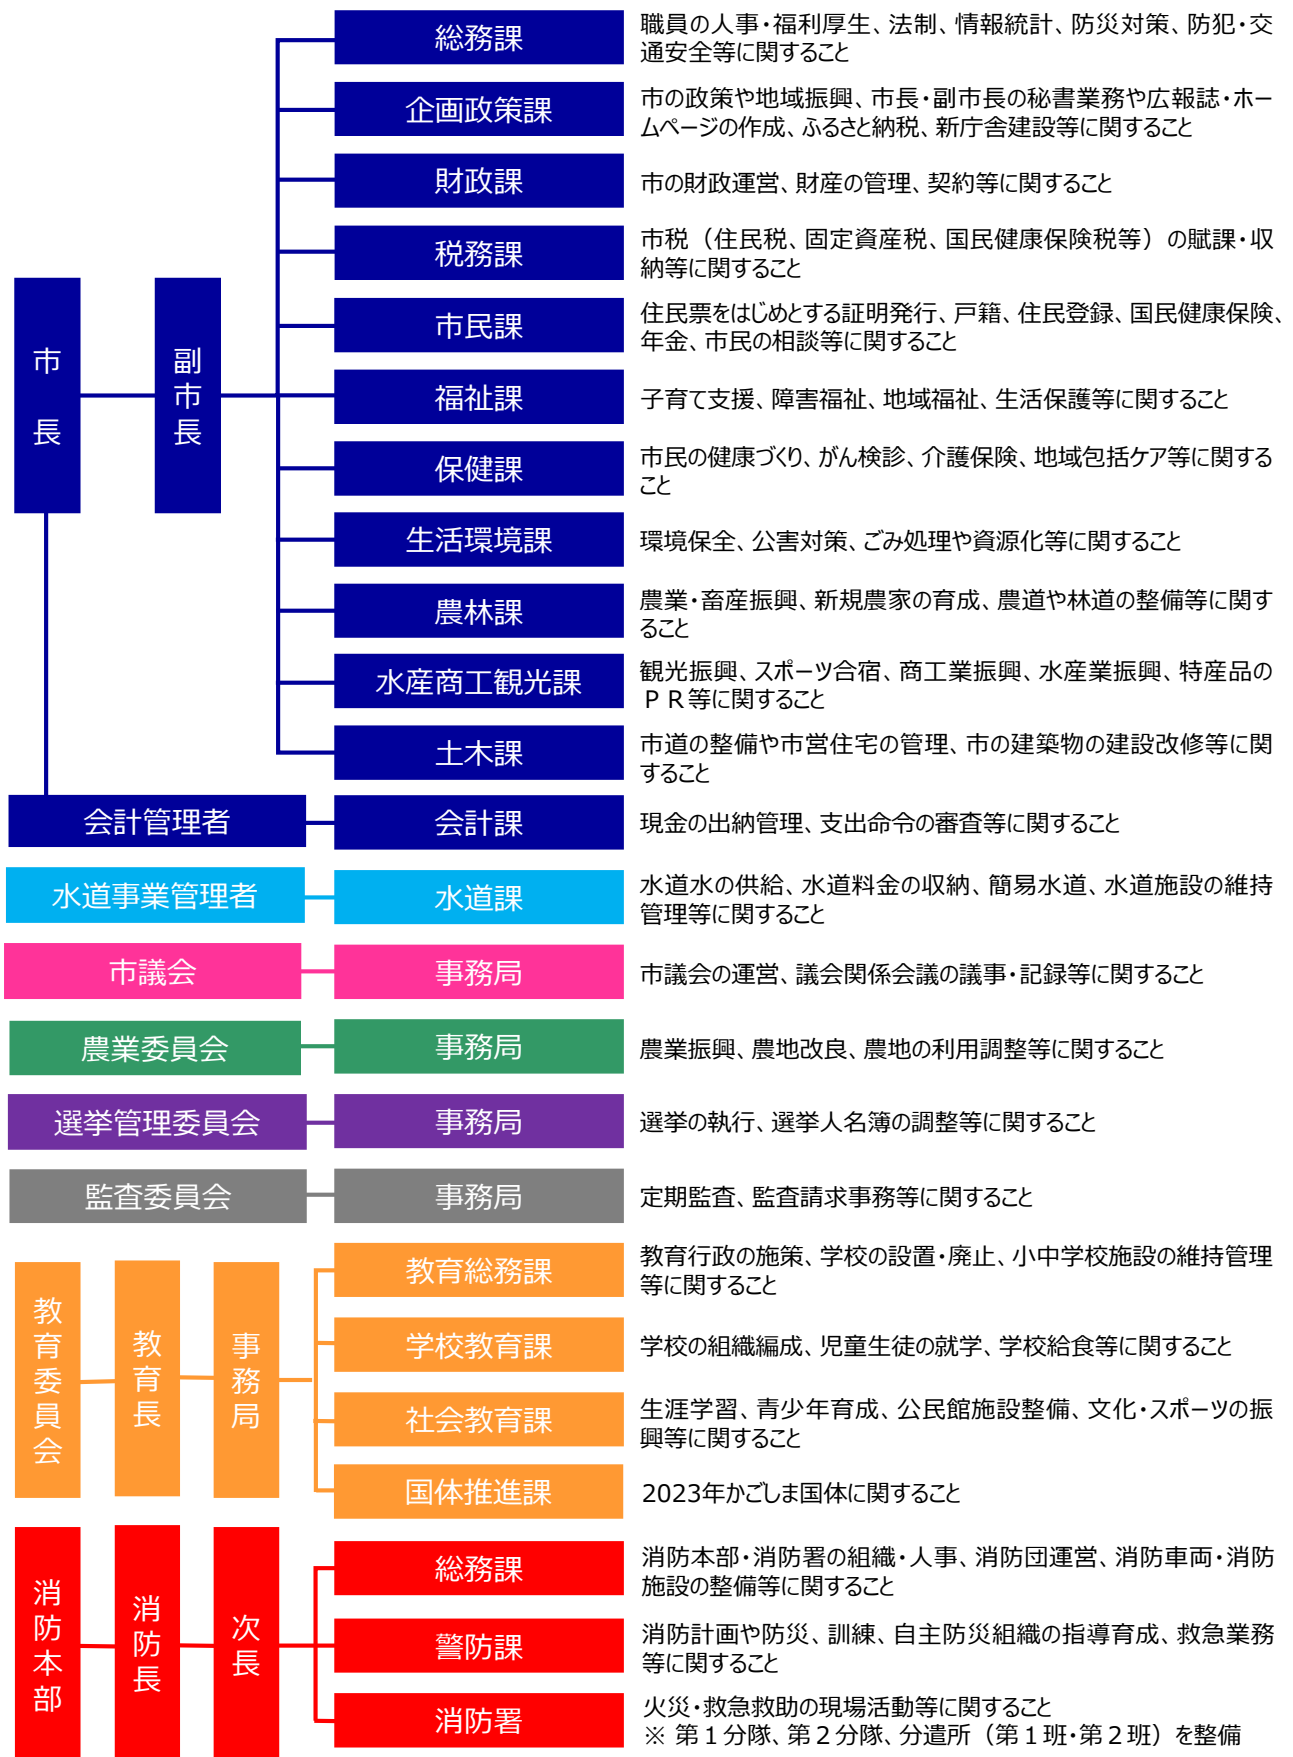 総務課
職員の人事・福利厚生、法制、情報統計、防災対策、防犯・交
通安全等に関すること
企画政策課
市の政策や地域振興、市長・副市長の秘書業務や広報誌・ホー
ムページの作成、ふるさと納税、新庁舎建設等に関すること
財政課
市の財政運営、財産の管理、契約等に関すること
税務課
市税（住民税、固定資産税、国民健康保険税等）の賦課・収
納等に関すること
市民課
住民票をはじめとする証明発行、戸籍、住民登録、国民健康保険、
年金、市民の相談等に関すること
市長
副市長
福祉課
子育て支援、障害福祉、地域福祉、生活保護等に関すること
保健課
市民の健康づくり、がん検診、介護保険、地域包括ケア等に関する
こと
生活環境課
環境保全、公害対策、ごみ処理や資源化等に関すること
農林課
農業・畜産振興、新規農家の育成、農道や林道の整備等に関す
ること
水産商工観光課
観光振興、スポーツ合宿、商工業振興、水産業振興、特産品の
ＰＲ等に関すること
土木課
市道の整備や市営住宅の管理、市の建築物の建設改修等に関
すること
会計管理者
会計課
現金の出納管理、支出命令の審査等に関すること
水道事業管理者
水道課
水道水の供給、水道料金の収納、簡易水道、水道施設の維持
管理等に関すること
市議会
事務局
市議会の運営、議会関係会議の議事・記録等に関すること
農業委員会
事務局
農業振興、農地改良、農地の利用調整等に関すること
選挙管理委員会
事務局
選挙の執行、選挙人名簿の調整等に関すること
監査委員会
事務局
定期監査、監査請求事務等に関すること
教育委員会
教育長
事務局
教育総務課
教育行政の施策、学校の設置・廃止、小中学校施設の維持管理
等に関すること
学校教育課
学校の組織編成、児童生徒の就学、学校給食等に関すること
社会教育課
生涯学習、青少年育成、公民館施設整備、文化・スポーツの振
興等に関すること
国体推進課
2023年かごしま国体に関すること
消防本部
消防長
次長
総務課
消防本部・消防署の組織・人事、消防団運営、消防車両・消防
施設の整備等に関すること
警防課
消防計画や防災、訓練、自主防災組織の指導育成、救急業務
等に関すること
消防署
火災・救急救助の現場活動等に関すること
※ 第１分隊、第２分隊、分遣所（第１班・第２班）を整備